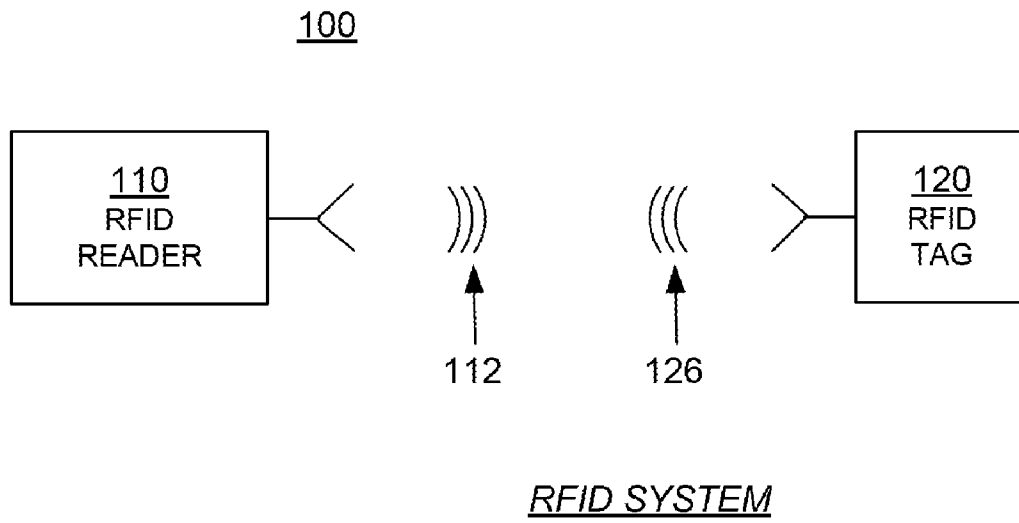 100
110
RFID
READER
120
RFID
TAG
112
126
RFID SYSTEM